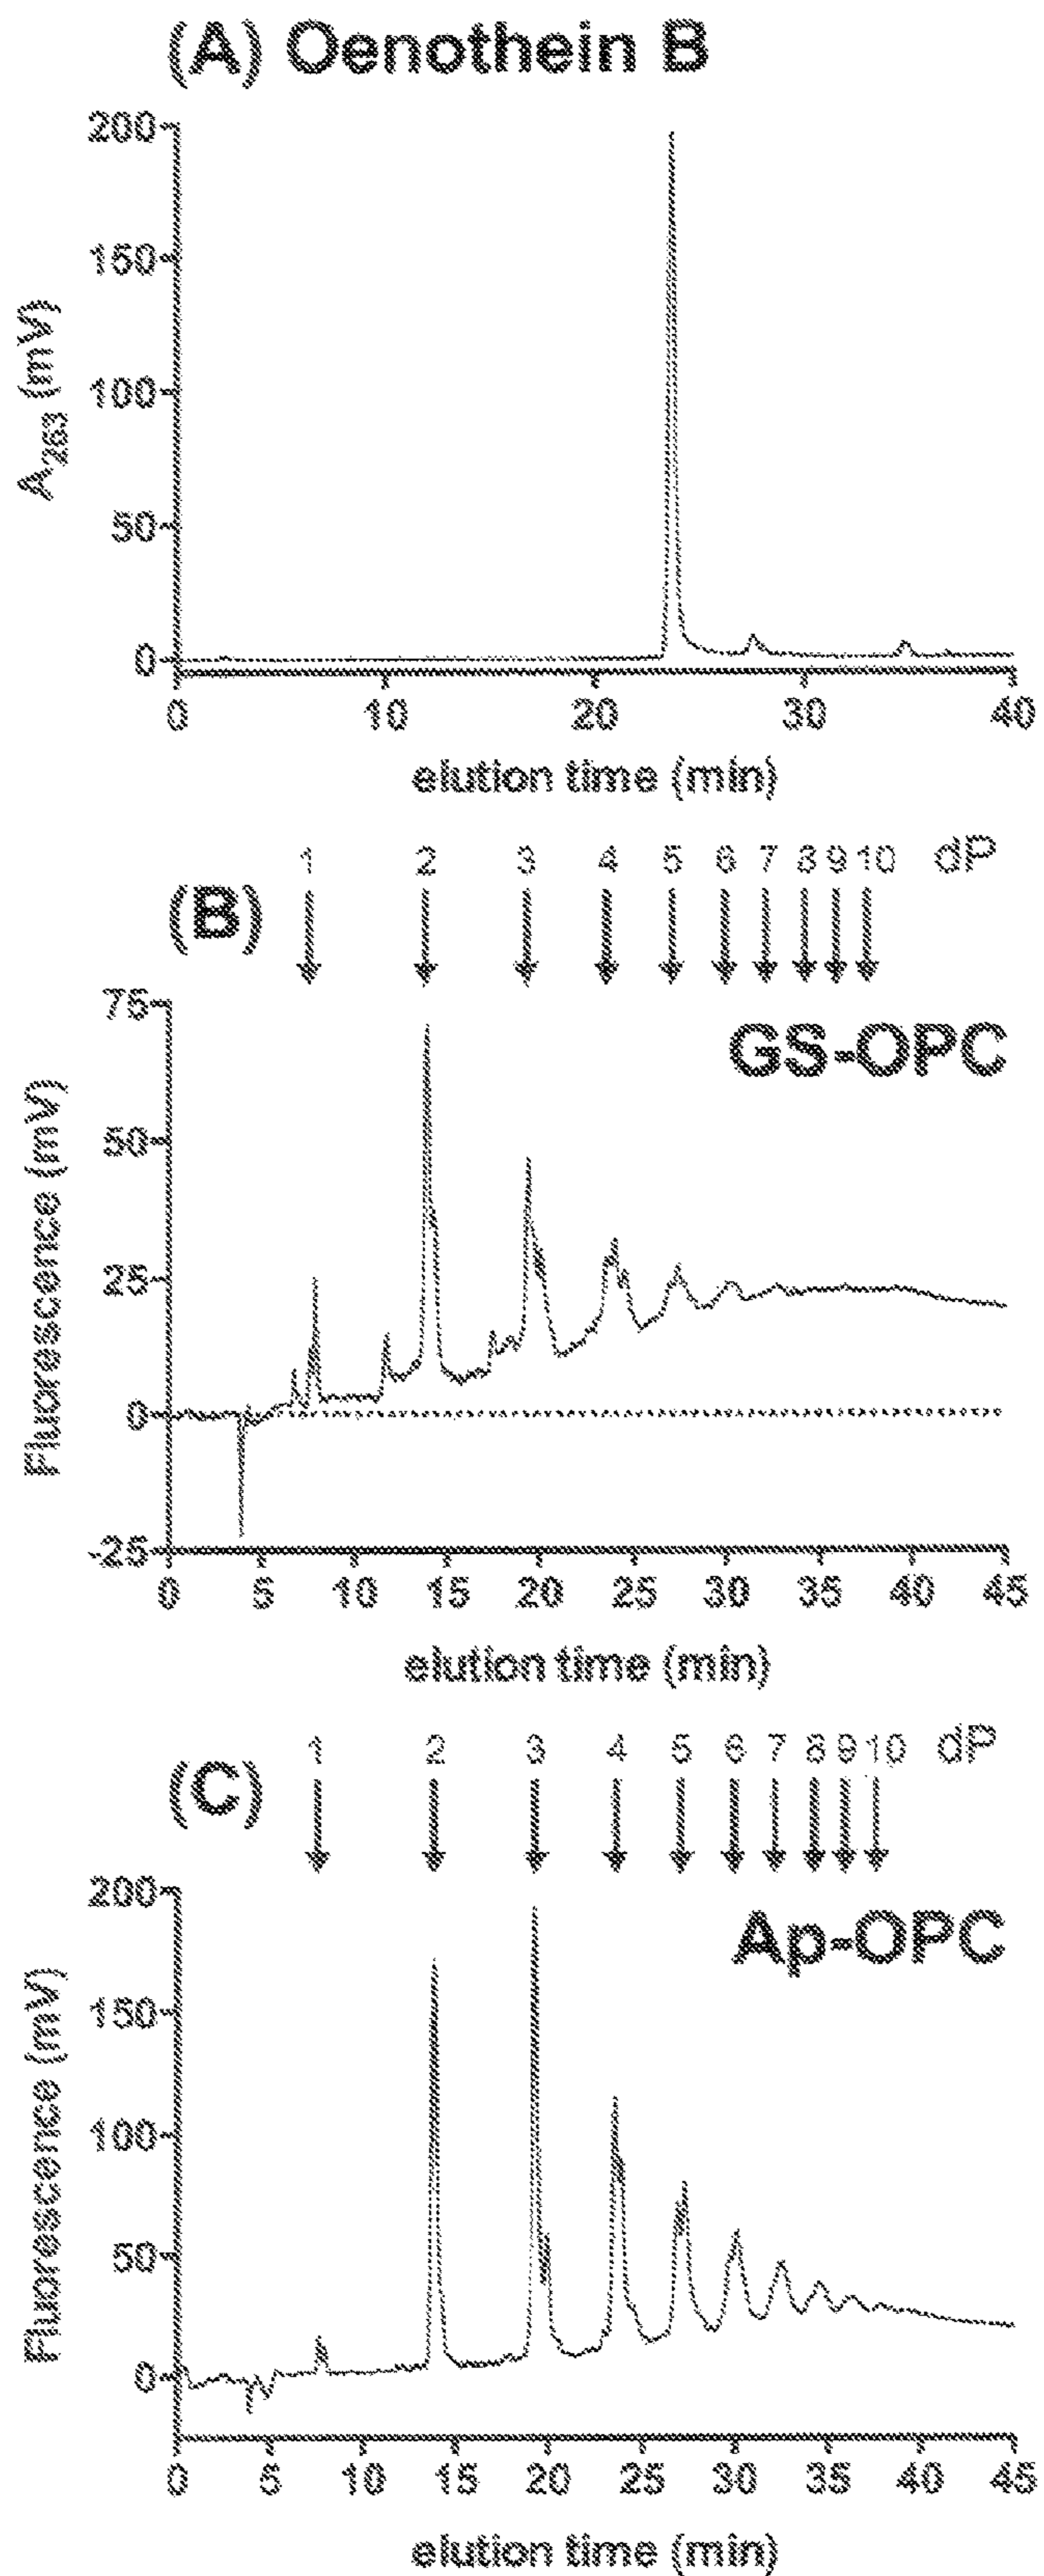 (A) Oenothein B
200
150
100
50
0
A263 (mV)
0 10 20 30 40
elution time (min)
1 2 3 4 5 6 7 8 9 10 dP
(B)
GS-OPC
75
50
25
0
-25
Fluorescence (mV)
0 5 10 15 20 25 30 35 40 45
elution time (min)
1 2 3 4 5 6 7 8 9 10 dP
(C)
Ap-OPC
200
150
100
50
0
Fluorescence (mV)
0 5 10 15 20 25 30 35 40 45
elution time (min)